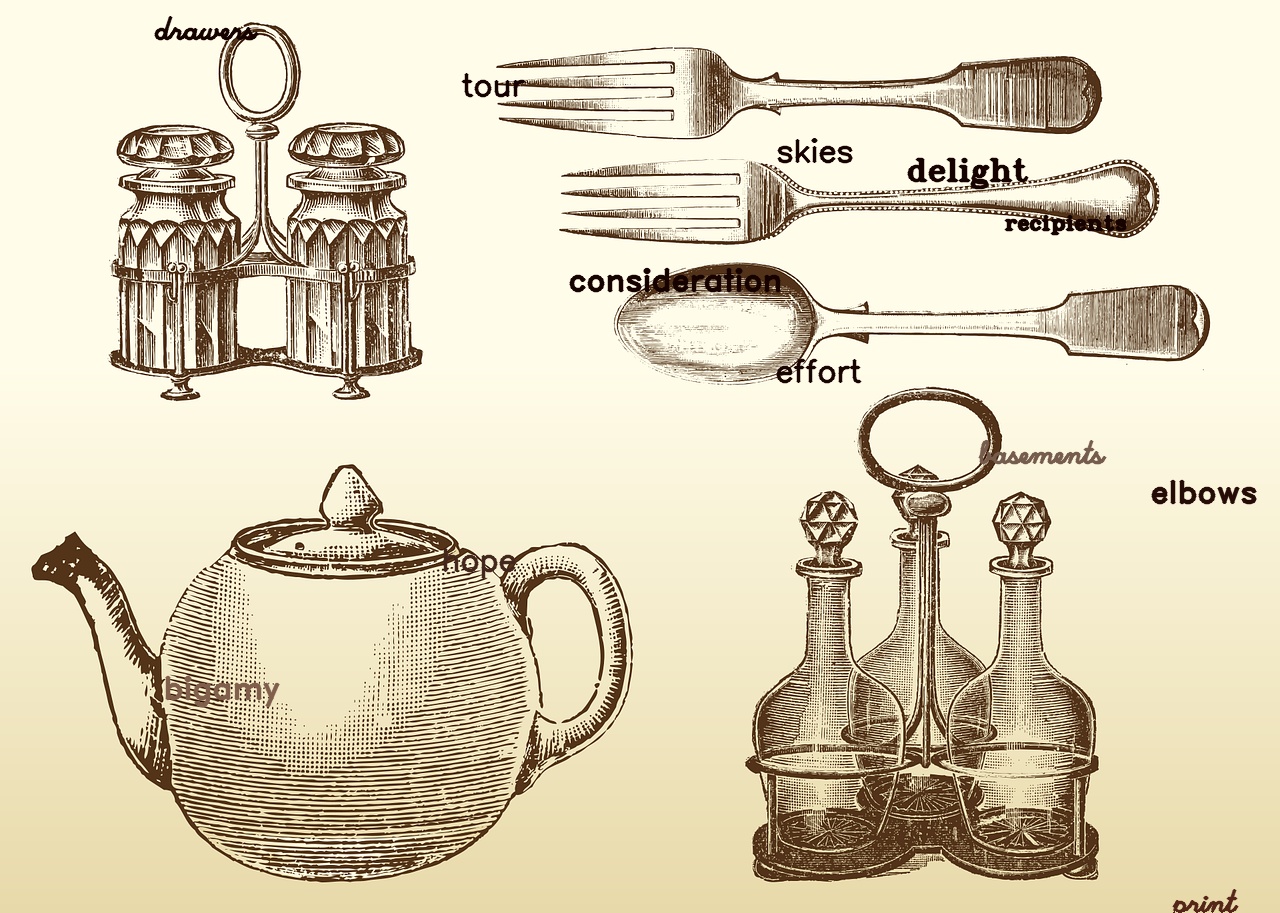 drawers
tour
skies
delight
recipients
consideration
effort
basements
elbows
hope
bigamy
print